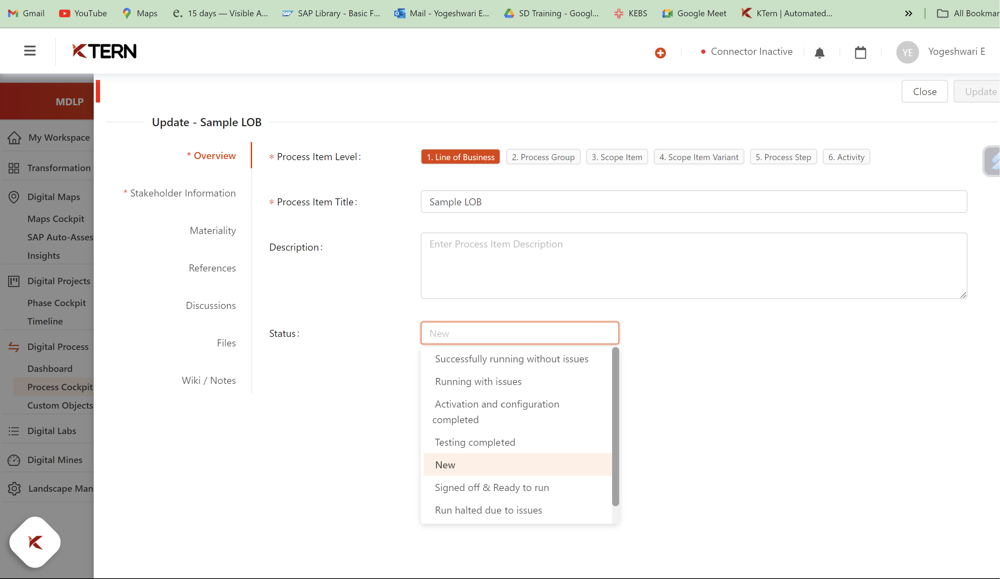 Gmail
YouTube
Maps
15 days — Visible A...
SAP Library - Basic F...
Mail - Yogeshwari E...
SD Training - Googl...
KEBS
Google Meet
KTern | Automated...
All Bookmar
KTERN
Connector Inactive
YE
Yogeshwari E
MDLP
My Workspace
Transformation
Digital Maps
Maps Cockpit
SAP Auto-Asses
Insights
Digital Projects
Phase Cockpit
Timeline
Digital Process
Dashboard
Process Cockpit
Custom Objects
Digital Labs
Digital Mines
Landscape Man
Close
Update
Update - Sample LOB
* Overview
* Stakeholder Information
Materiality
References
Discussions
Files
Wiki / Notes
* Process Item Level:
1. Line of Business
2. Process Group
3. Scope Item
4. Scope Item Variant
5. Process Step
6. Activity
* Process Item Title:
Sample LOB
Description:
Enter Process Item Description
Status:
New
Successfully running without issues
Running with issues
Activation and configuration
completed
Testing completed
New
Signed off & Ready to run
Run halted due to issues